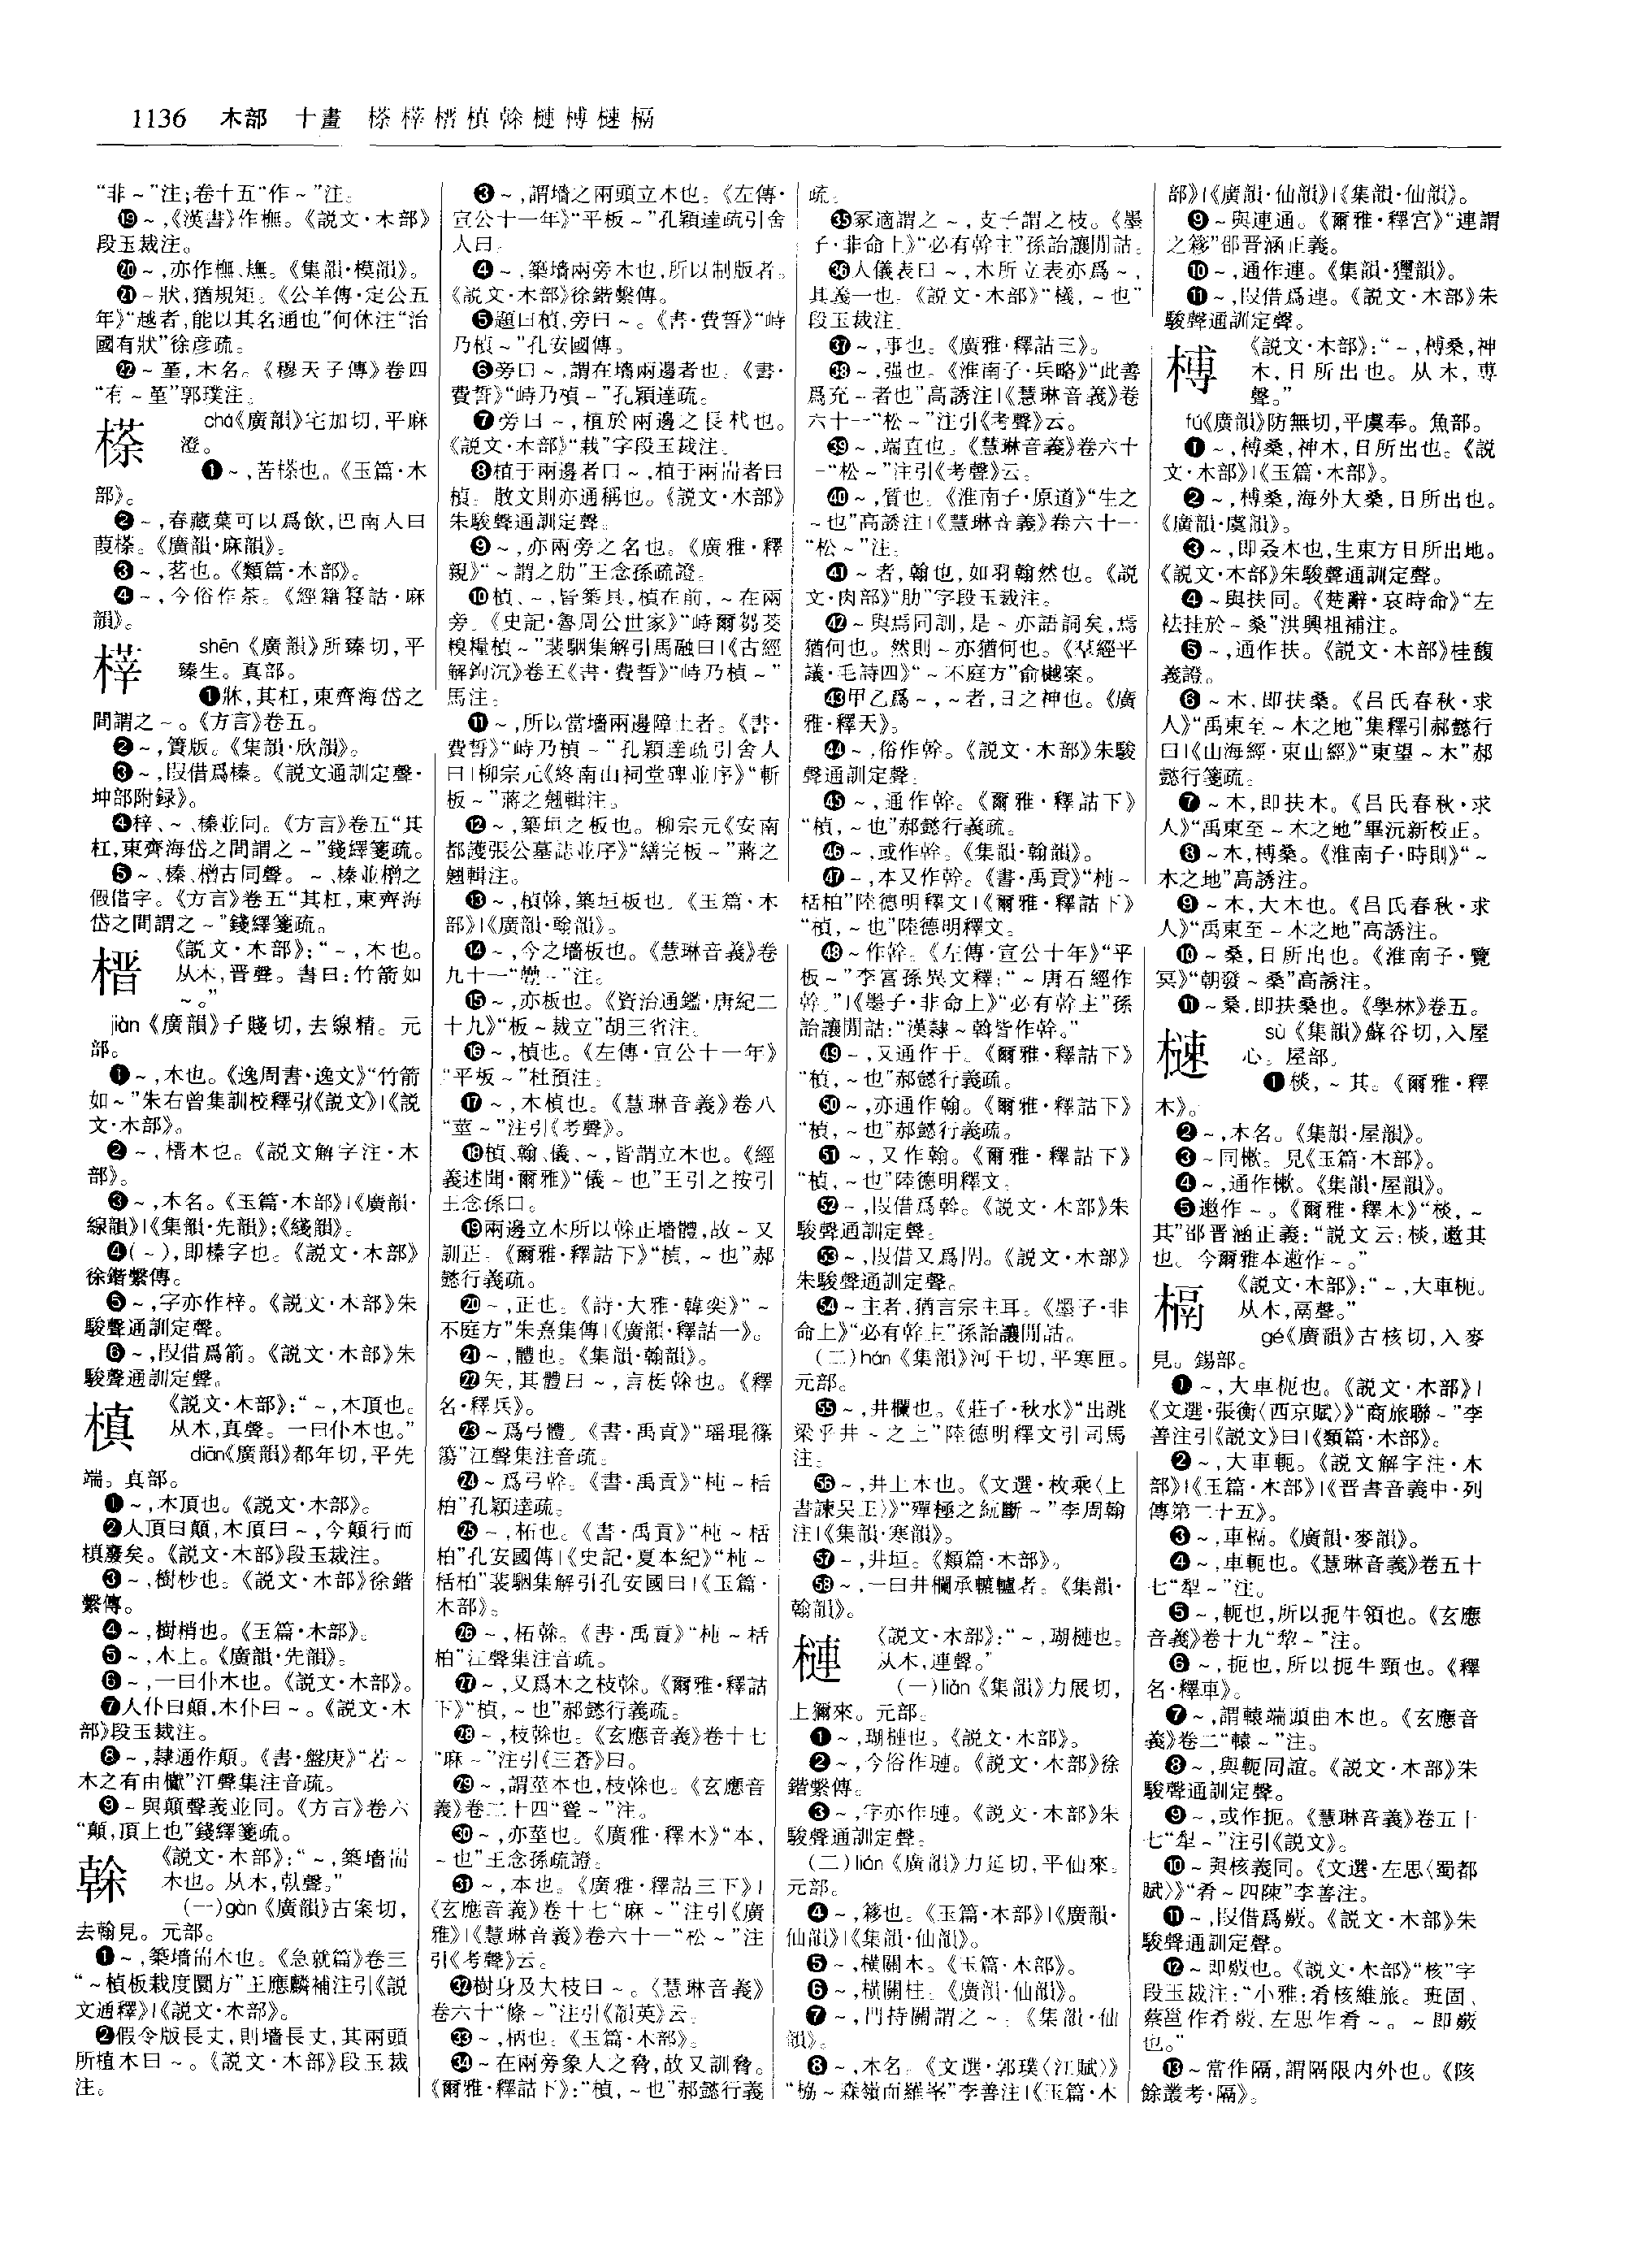 1136 木部 十畫 榛榟榗槙榦槤榑樕槅
“非～”注;卷十五“作～”注。
⑲～,《漢書》作橅。《説文·木部》
段玉裁注。
⑳～,亦作橅、㷻。《集韻·模韻》。
㉑～狀,猶規矩。《公羊傳·定公五
年》“越者,能以其名通也”何休注“治
國有狀”徐彦疏。
㉒～堇,木名。《穆天子傳》卷四
“有～堇”郭璞注。
㮑 chá《廣韻》宅加切,平麻
澄。
❶～,苦㮑也。《玉篇·木
部》。
❷～,春藏葉可以爲飲,巴南人曰
葭㮑。《廣韻·麻韻》。
❸～,茗也。《類篇·木部》。
❹～,今俗作茶。《經籍籑詁·麻
韻》。
榟 shēn《廣韻》所臻切,平
臻生。真部。
❶牀,其杠,東齊海岱之
間謂之～。《方言》卷五。
❷～,簀版。《集韻·欣韻》。
❸～,叚借爲榛。《説文通訓定聲·
坤部附録》。
❹梓、～、榛並同。《方言》卷五“其
杠,東齊海岱之間謂之～”錢繹箋疏。
❺～、榛、橧古同聲。～、榛並橧之
假借字。《方言》卷五“其杠,東齊海
岱之間謂之～”錢繹箋疏。
榗 《説文·木部》:“～,木也。
从木,晋聲。書曰:竹箭如
～。”
jiàn《廣韻》子賤切,去線精。元
部。
❶～,木也。《逸周書·逸文》“竹箭
如～”朱右曾集訓校釋引《説文》|《説
文·木部》。
❷～,榗木也。《説文解字注·木
部》。
❸～,木名。《玉篇·木部》|《廣韻·
線韻》|《集韻·先韻》;《綫韻》。
❹(～),即榛字也。《説文·木部》
徐鍇繫傳。
❺～,字亦作梓。《説文·木部》朱
駿聲通訓定聲。
❻～,叚借爲箭。《説文·木部》朱
駿聲通訓定聲。
槙 《説文·木部》:“～,木頂也。
从木,真聲。一曰仆木也。”
diān《廣韻》都年切,平先
端。真部。
❶～,木頂也。《説文·木部》。
❷人頂曰顛,木頂曰～,今顛行而
槙廢矣。《説文·木部》段玉裁注。
❸～,樹杪也。《説文·木部》徐鍇
繫傳。
❹～,樹梢也。《玉篇·木部》。
❺～,木上。《廣韻·先韻》。
❻～,一曰仆木也。《説文·木部》。
❼人仆曰顛,木仆曰～。《説文·木
部》段玉裁注。
❽～,隸通作顛。《書·盤庚》“若～
木之有由櫱”江聲集注音疏。
❾～與顛聲義並同。《方言》卷六
“顛,頂上也”錢繹箋疏。
榦 《説文·木部》:“～,築墻耑
木也。从木,倝聲。”
(一)gàn《廣韻》古案切,
去翰見。元部。
❶～,築墻耑木也。《急就篇》卷三
“～楨板栽度圜方”王應麟補注引《説
文通釋》|《説文·木部》。
❷假令版長丈,則墻長丈,其兩頭
所植木曰～。《説文·木部》段玉裁
注。
❸～,謂墻之兩頭立木也。《左傳·
宣公十一年》“平板～”孔穎達疏引舍
人曰。
❹～,築墻兩旁木也,所以制版者。
《説文·木部》徐鍇繫傳。
❺題曰楨,旁曰～。《書·費誓》“峙
乃楨～”孔安國傳。
❻旁曰～,謂在墻兩邊者也。《書·
費誓》“峙乃楨～”孔穎達疏。
❼旁曰～,植於兩邊之長杙也。
《説文·木部》“栽”字段玉裁注。
❽植于兩邊者曰～,植于兩耑者曰
楨。散文則亦通稱也。《説文·木部》
朱駿聲通訓定聲。
❾～,亦兩旁之名也。《廣雅·釋
親》“～謂之肋”王念孫疏證。
❿楨、～,皆築具,楨在前,～在兩
旁。《史記·魯周公世家》“峙爾芻茭
糗糧楨～”裴駰集解引馬融曰|《古經
解鉤沉》卷五《書·費誓》“峙乃楨～”
馬注。
⓫～,所以當墻兩邊障土者。《書·
費誓》“峙乃楨～”孔穎達疏引舍人
曰|柳宗元《終南山祠堂碑並序》“斬
板～”蔣之翹輯注。
⓬～,築垣之板也。柳宗元《安南
都護張公墓誌並序》“繕完板～”蔣之
翹輯注。
⓭～,楨榦,築垣板也。《玉篇·木
部》|《廣韻·翰韻》。
⓮～,今之墻板也。《慧琳音義》卷
九十一“～”注。
⓯～,亦板也。《資治通鑑·唐紀二
十九》“板～裁立”胡三省注。
⓰～,楨也。《左傳·宣公十一年》
“平板～”杜預注。
⓱～,木楨也。《慧琳音義》卷八
“莖～”注引《考聲》。
⓲楨、翰、儀、～,皆謂立木也。《經
義述聞·爾雅》“儀～也”王引之按引
王念孫曰。
⓳兩邊立木所以榦止墻體,故～又
訓正。《爾雅·釋詁下》“楨,～也”郝
懿行義疏。
⓴～,正也。《詩·大雅·韓奕》“～
不庭方”朱熹集傳|《廣韻·釋詁一》。
㉑～,體也。《集韻·翰韻》。
㉒矢,其體曰～,言梃榦也。《釋
名·釋兵》。
㉓～爲弓體。《書·禹貢》“瑶琨篠
簜”江聲集注音疏。
㉔～爲弓榦。《書·禹貢》“杶～栝
柏”孔穎達疏。
㉕～,柘也。《書·禹貢》“杶～栝
柏”孔安國傳|《史記·夏本紀》“杶～
栝柏”裴駰集解引孔安國曰|《玉篇·
木部》。
㉖～,柘榦。《書·禹貢》“杶～栝
柏”江聲集注音疏。
㉗～,又爲木之枝榦。《爾雅·釋詁
下》“楨,～也”郝懿行義疏。
㉘～,枝榦也。《玄應音義》卷十七
“麻～”注引《三蒼》曰。
㉙～,謂莖本也,枝榦也。《玄應音
義》卷二十四“聳～”注。
㉚～,亦莖也。《廣雅·釋木》“本,
～也”王念孫疏證。
㉛～,本也。《廣雅·釋詁三下》|
《玄應音義》卷十七“麻～”注引《廣
雅》|《慧琳音義》卷六十一“松～”注
引《考聲》云。
㉜樹身及大枝曰～。《慧琳音義》
卷六十“條～”注引《韻英》云。
㉝～,柄也。《玉篇·木部》。
㉞～在兩旁象人之脅,故又訓脅。
《爾雅·釋詁下》:“楨,～也”郝懿行義
疏。
㉟冢適謂之～,支子謂之枝。《墨
子·非命上》“必有榦主”孫詒讓閒詁。
㊱人儀表曰～,木所立表亦爲～,
其義一也。《説文·木部》“檥,～也”
段玉裁注。
㊲～,事也。《廣雅·釋詁三》。
㊳～,强也。《淮南子·兵略》“此善
爲充～者也”高誘注|《慧琳音義》卷
六十一“松～”注引《考聲》云。
㊴～,端直也。《慧琳音義》卷六十
一“松～”注引《考聲》云。
㊵～,質也。《淮南子·原道》“生之
～也”高誘注|《慧琳音義》卷六十一
“松～”注。
㊶～者,翰也,如羽翰然也。《説
文·肉部》“肋”字段玉裁注。
㊷～與焉同訓,是～亦語詞矣,焉
猶何也。然則～亦猶何也。《羣經平
議·毛詩四》“～不庭方”俞樾案。
㊸甲乙爲～,～者,日之神也。《廣
雅·釋天》。
㊹～,俗作幹。《説文·木部》朱駿
聲通訓定聲。
㊺～,通作幹。《爾雅·釋詁下》
“楨,～也”郝懿行義疏。
㊻～,或作幹。《集韻·翰韻》。
㊼～,本又作幹。《書·禹貢》“杶～
栝柏”陸德明釋文|《爾雅·釋詁下》
“楨,～也”陸德明釋文。
㊽～作幹。《左傳·宣公十年》“平
板～”李富孫異文釋:“～唐石經作
幹。”|《墨子·非命上》“必有榦主”孫
詒讓閒詁:“漢隸～斡皆作幹。”
㊾～,又通作干。《爾雅·釋詁下》
“楨,～也”郝懿行義疏。
㊿～,亦通作翰。《爾雅·釋詁下》
“楨,～也”郝懿行義疏。
51～,又作翰。《爾雅·釋詁下》
“楨,～也”陸德明釋文。
52～,叚借爲幹。《説文·木部》朱
駿聲通訓定聲。
53～,叚借又爲閈。《説文·木部》
朱駿聲通訓定聲。
54～主者,猶言宗主耳。《墨子·非
命上》“必有榦主”孫詒讓閒詁。
(二)hán《集韻》河干切,平寒匣。
元部。
55～,井欄也。《莊子·秋水》“出跳
梁乎井～之上”陸德明釋文引司馬
注。
56～,井上木也。《文選·枚乘〈上
書諫吴王〉》“殫極之紞斷～”李周翰
注|《集韻·寒韻》。
57～,井垣。《類篇·木部》。
58～,一曰井欄承轆轤者。《集韻·
翰韻》。
槤 《説文·木部》:“～,瑚槤也。
从木,連聲。”
(一)liǎn《集韻》力展切,
上獮來。元部。
❶～,瑚槤也。《説文·木部》。
❷～,今俗作璉。《説文·木部》徐
鍇繫傳。
❸～,字亦作璉。《説文·木部》朱
駿聲通訓定聲。
(二)lián《廣韻》力延切,平仙來。
元部。
❹～,簃也。《玉篇·木部》|《廣韻·
仙韻》|《集韻·仙韻》。
❺～,横關木。《玉篇·木部》。
❻～,横關柱。《廣韻·仙韻》。
❼～,門持關謂之～。《集韻·仙
韻》。
❽～,木名。《文選·郭璞〈江賦〉》
“㭓～森嶺而羅峯”李善注|《玉篇·木
部》|《廣韻·仙韻》|《集韻·仙韻》。
❾～與連通。《爾雅·釋宫》“連謂
之簃”邵晋涵正義。
❿～,通作連。《集韻·獮韻》。
⓫～,叚借爲連。《説文·木部》朱
駿聲通訓定聲。
榑 《説文·木部》:“～,榑桑,神
木,日所出也。从木,尃
聲。”
fú《廣韻》防無切,平虞奉。魚部。
❶～,榑桑,神木,日所出也。《説
文·木部》|《玉篇·木部》。
❷～,榑桑,海外大桑,日所出也。
《廣韻·虞韻》。
❸～,即叒木也,生東方日所出地。
《説文·木部》朱駿聲通訓定聲。
❹～與扶同。《楚辭·哀時命》“左
袪挂於～桑”洪興祖補注。
❺～,通作扶。《説文·木部》桂馥
義證。
❻～木,即扶桑。《吕氏春秋·求
人》“禹東至～木之地”集釋引郝懿行
曰|《山海經·東山經》“東望～木”郝
懿行箋疏。
❼～木,即扶木。《吕氏春秋·求
人》“禹東至～木之地”畢沅新校正。
❽～木,榑桑。《淮南子·時則》“～
木之地”高誘注。
❾～木,大木也。《吕氏春秋·求
人》“禹東至～木之地”高誘注。
❿～桑,日所出也。《淮南子·覽
冥》“朝發～桑”高誘注。
⓫～桑,即扶桑也。《學林》卷五。
樕 sù《集韻》蘇谷切,入屋
心。屋部。
❶棪,～其。《爾雅·釋
木》。
❷～,木名。《集韻·屋韻》。
❸～同樕。見《玉篇·木部》。
❹～,通作樕。《集韻·屋韻》。
❺遬作～。《爾雅·釋木》“棪,～
其”邵晋涵正義:“説文云:棪,遬其
也。今爾雅本遬作～。”
槅 《説文·木部》:“～,大車枙。
从木,鬲聲。”
gé《廣韻》古核切,入麥
見。錫部。
❶～,大車枙也。《説文·木部》|
《文選·張衡〈西京賦〉》“商旅聯～”李
善注引《説文》曰|《類篇·木部》。
❷～,大車軛。《説文解字注·木
部》|《玉篇·木部》|《晋書音義中·列
傳第二十五》。
❸～,車槅。《廣韻·麥韻》。
❹～,車軛也。《慧琳音義》卷五十
七“犁～”注。
❺～,軛也,所以扼牛領也。《玄應
音義》卷十九“犂～”注。
❻～,扼也,所以扼牛頸也。《釋
名·釋車》。
❼～,謂轅端頭曲木也。《玄應音
義》卷二“轅～”注。
❽～,與軛同誼。《説文·木部》朱
駿聲通訓定聲。
❾～,或作扼。《慧琳音義》卷五十
七“犁～”注引《説文》。
❿～與核義同。《文選·左思〈蜀都
賦〉》“肴～四陳”李善注。
⓫～,叚借爲覈。《説文·木部》朱
駿聲通訓定聲。
⓬～即覈也。《説文·木部》“核”字
段玉裁注:“小雅:肴核維旅。班固、
蔡邕作肴覈,左思作肴～。～即覈
也。”
⓭～當作隔,謂隔限内外也。《陔
餘叢考·隔》。